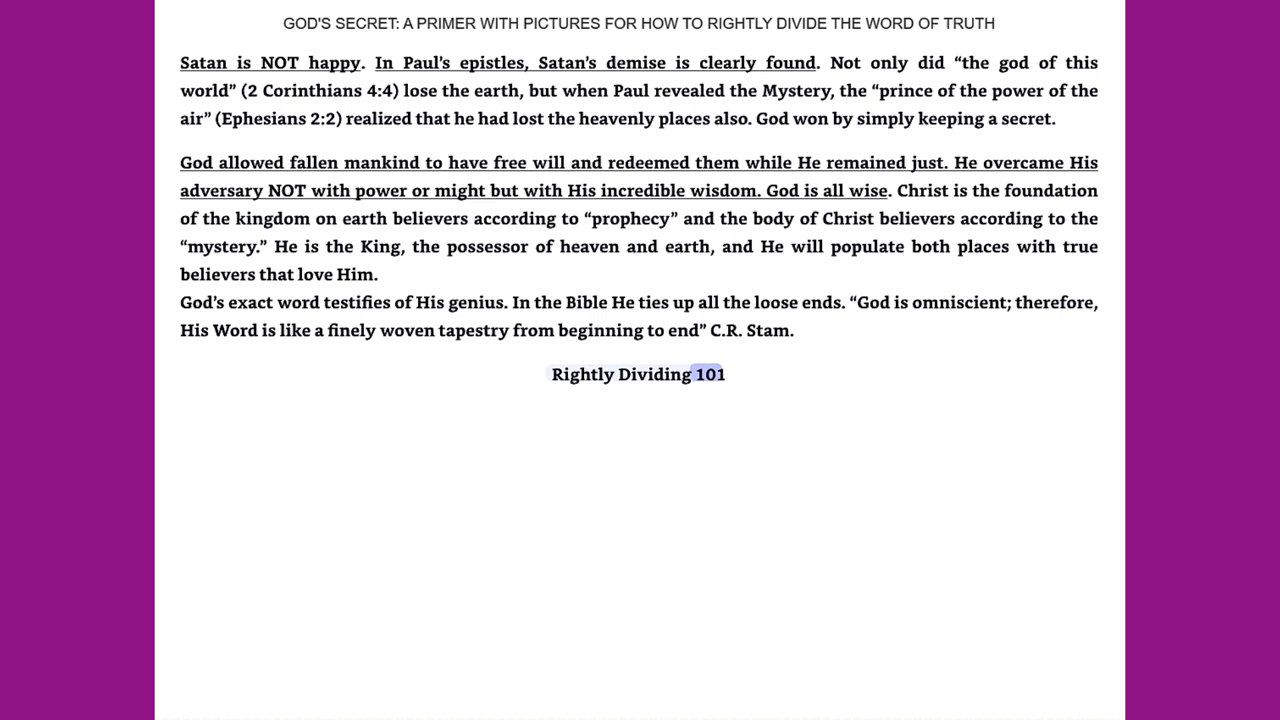 GOD'S SECRET: A PRIMER WITH PICTURES FOR HOW TO RIGHTLY DIVIDE THE WORD OF TRUTH
Satan is NOT happy. In Paul’s epistles, Satan’s demise is clearly found. Not only did “the god of this
world” (2 Corinthians 4:4) lose the earth, but when Paul revealed the Mystery, the “prince of the power of the
air” (Ephesians 2:2) realized that he had lost the heavenly places also. God won by simply keeping a secret.
God allowed fallen mankind to have free will and redeemed them while He remained just. He overcame His
adversary NOT with power or might but with His incredible wisdom. God is all wise. Christ is the foundation
of the kingdom on earth believers according to “prophecy” and the body of Christ believers according to the
“mystery.” He is the King, the possessor of heaven and earth, and He will populate both places with true
believers that love Him.
God’s exact word testifies of His genius. In the Bible He ties up all the loose ends. “God is omniscient; therefore,
His Word is like a finely woven tapestry from beginning to end” C.R. Stam.
Rightly Dividing 101